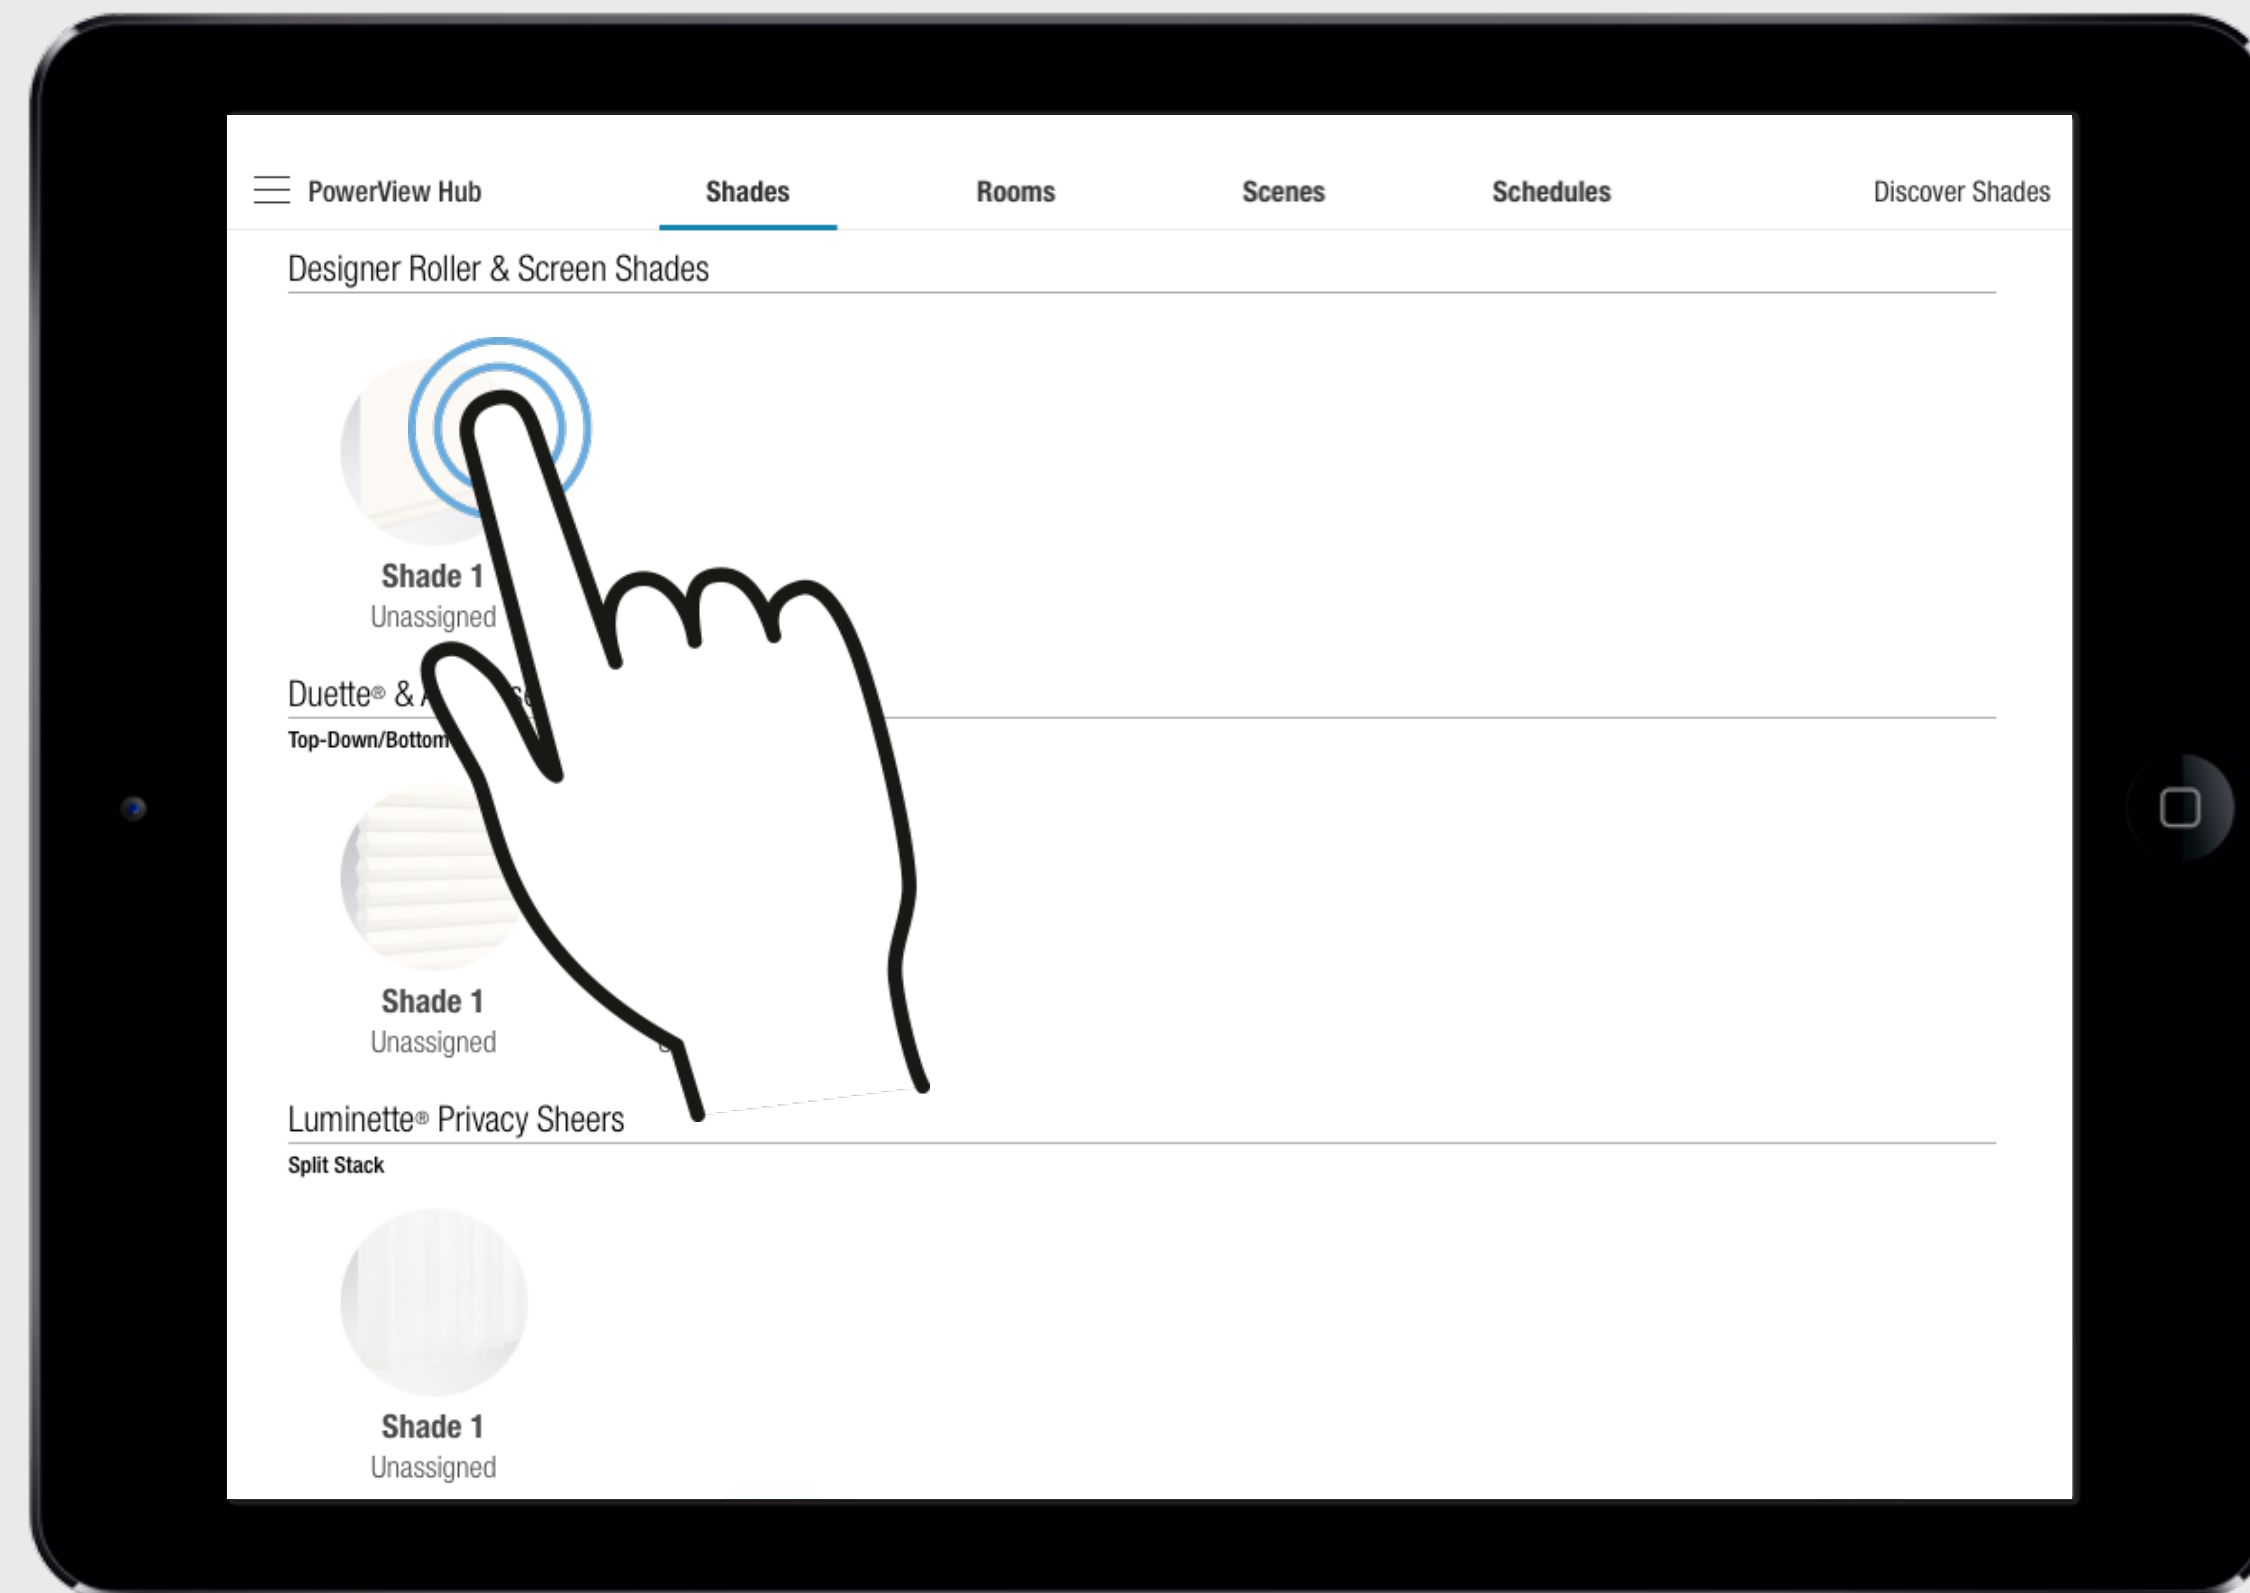 PowerView Hub Shades Rooms Scenes Schedules Discover Shades
Designer Roller & Screen Shades
Shade 1
Unassigned
Duette® &
Top-Down/Bottom
Shade 1
Unassigned
Luminette® Privacy Sheers
Split Stack
Shade 1
Unassigned